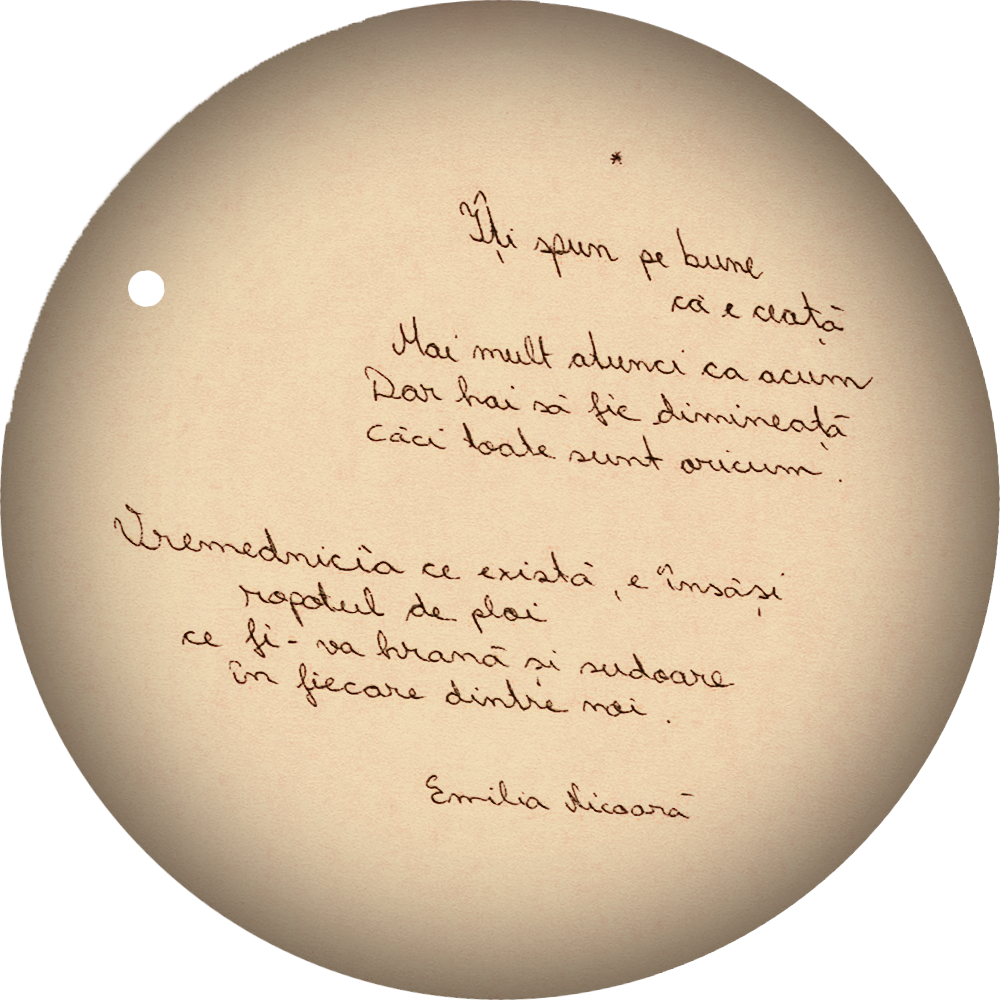 *
Îți spun pe bune
că e ceață
Mai mult atunci ca acum
Dar hai să fie dimineață
căci toate sunt oricum.
Vremednicia ce există, e însăși
ropotul de ploi
ce fi-va hrană și sudoare
în fiecare dintre noi.
Emilia Nicoară